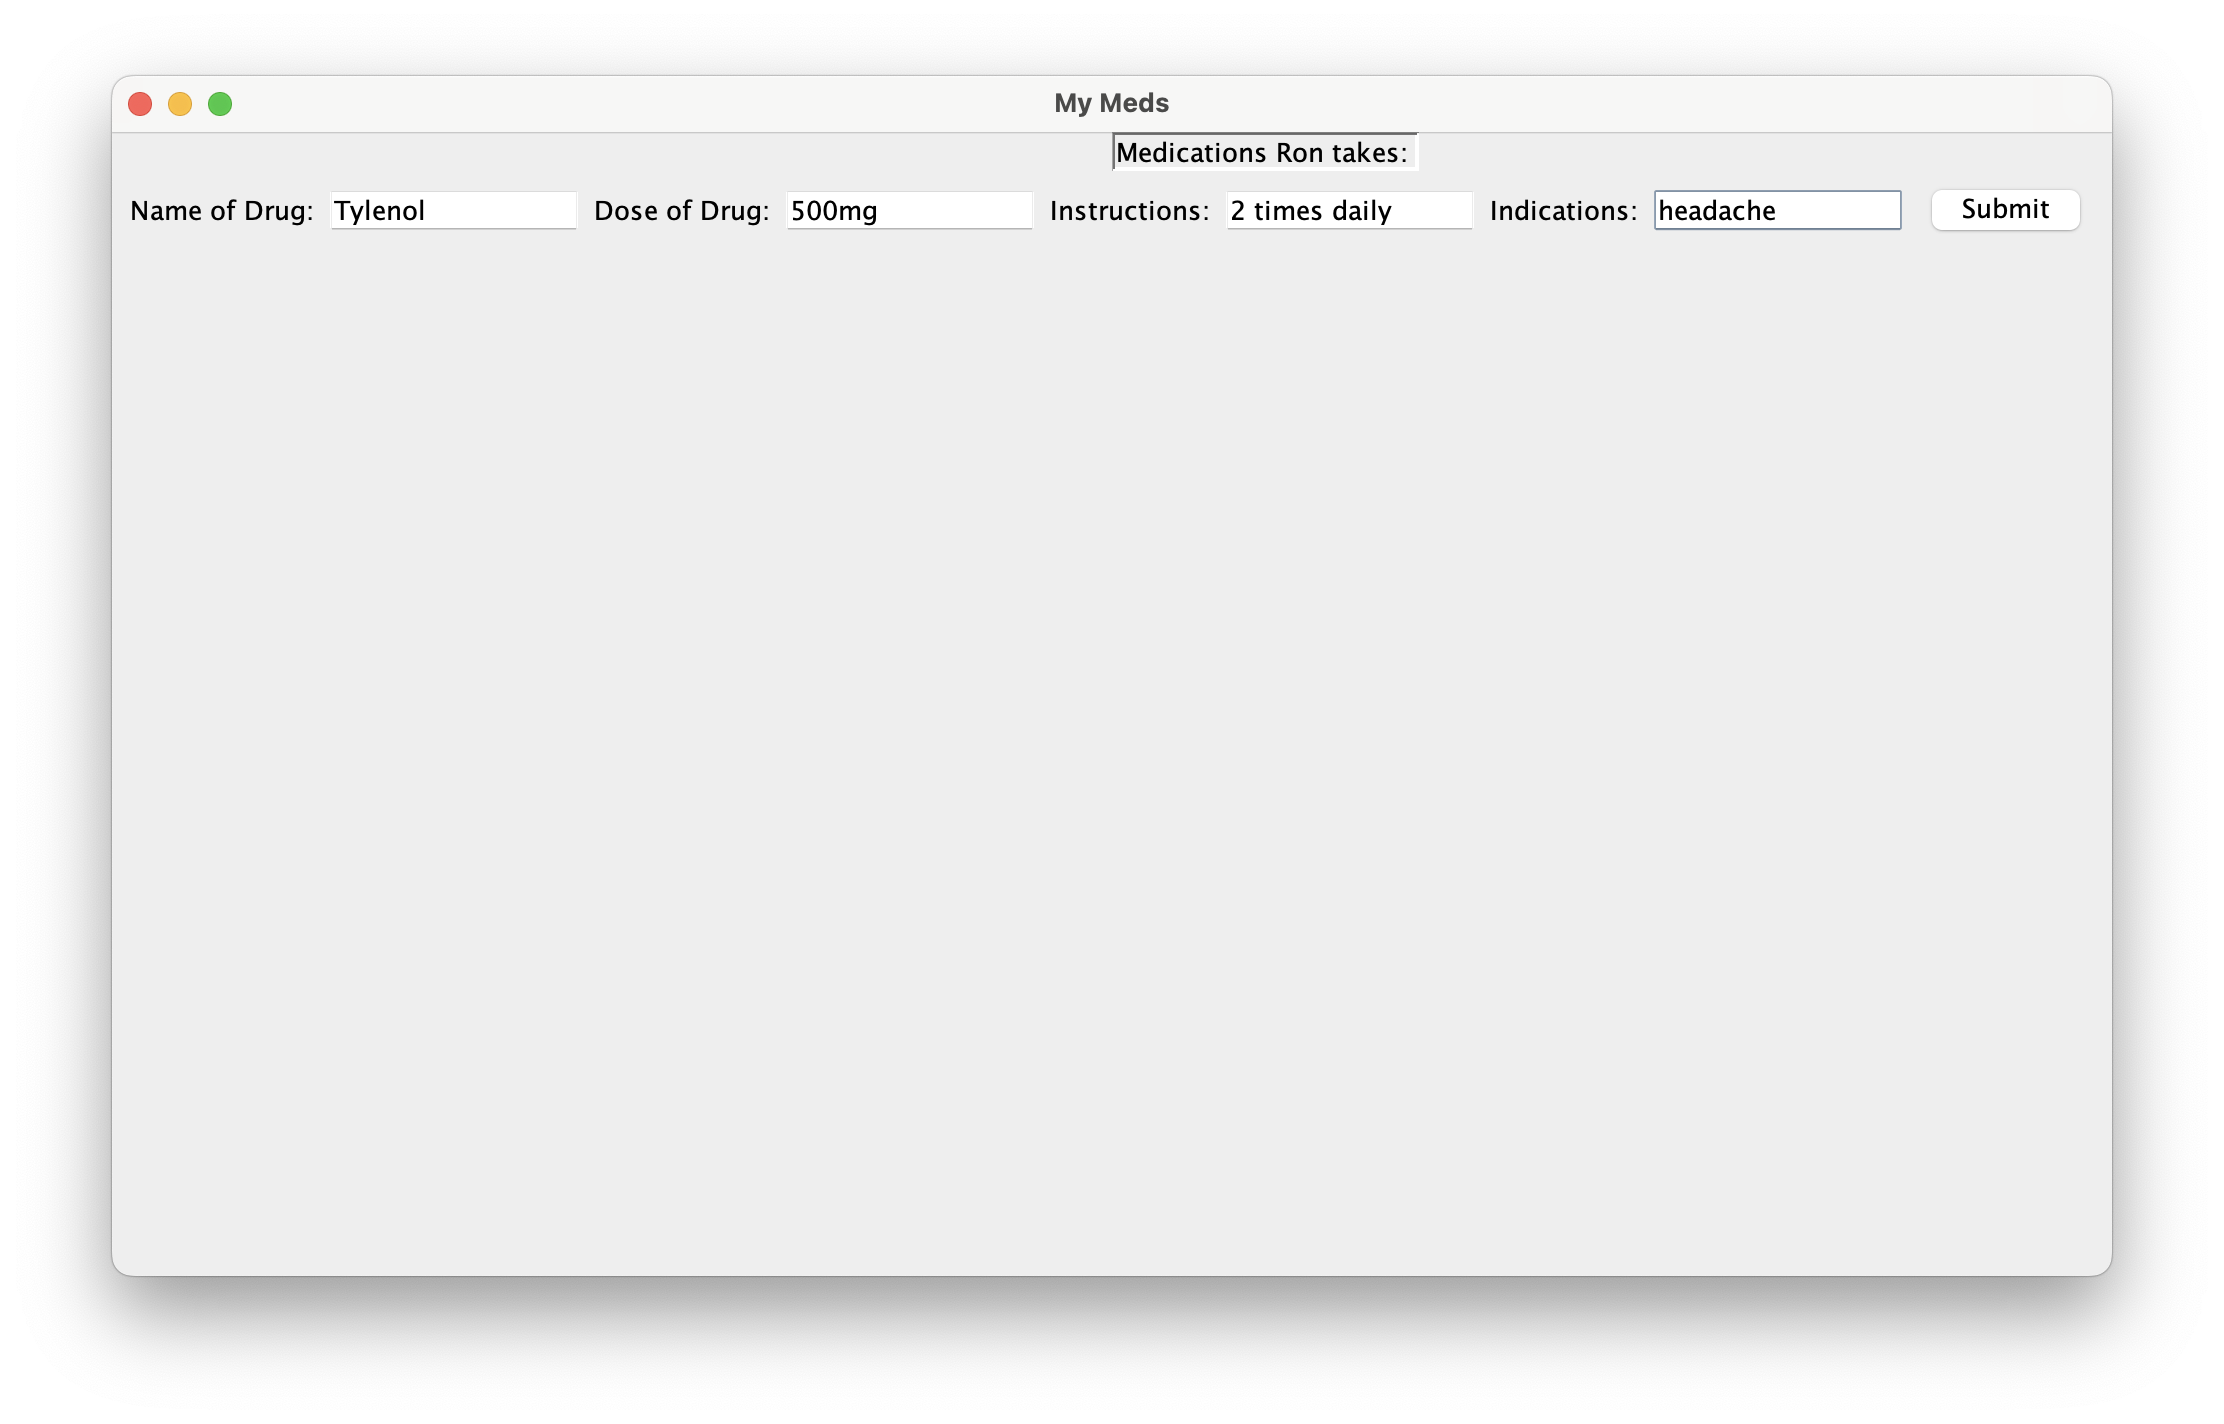 My Meds
Medications Ron takes:
Name of Drug: Tylenol Dose of Drug: 500mg Instructions: 2 times daily Indications: headache Submit